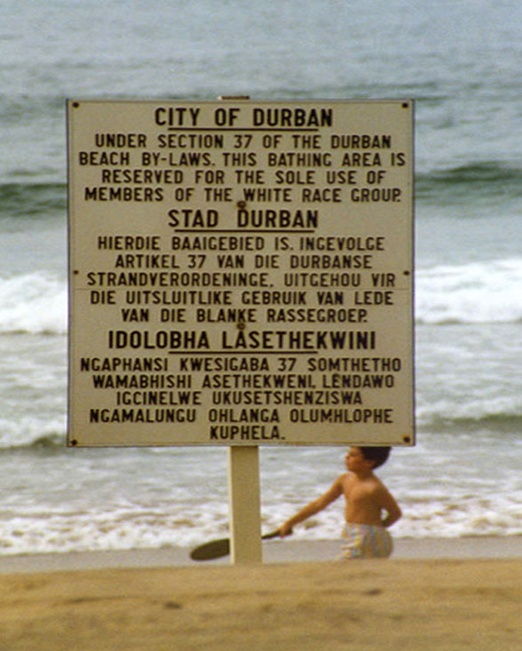 CITY OF DURBAN
UNDER SECTION 37 OF THE DURBAN
BEACH BY-LAWS. THIS BATHING AREA IS
RESERVED FOR THE SOLE USE OF
MEMBERS OF THE WHITE RACE GROUP.
STAD DURBAN
HIERDIE BAAIGEBIED IS. INGEVOLGE
ARTIKEL 37 VAN DIE DURBANSE
STRANDVERORDENINGE, UITGEHOU VIR
DIE UITSLUITLIKE GEBRUIK VAN LEDE
VAN DIE BLANKE RASSEGROEP.
IDOLOBHA LASETHEKWINI
NGAPHANSI KWESIGABA 37 SOMTHETHO
WAMABHISHI ASETHEKWENI, LENDAWO
IGCINELWE UKUSETSHENZISWA
NGAMALUNGU OHLANGA OLUMHLOPHE
KUPHELA.